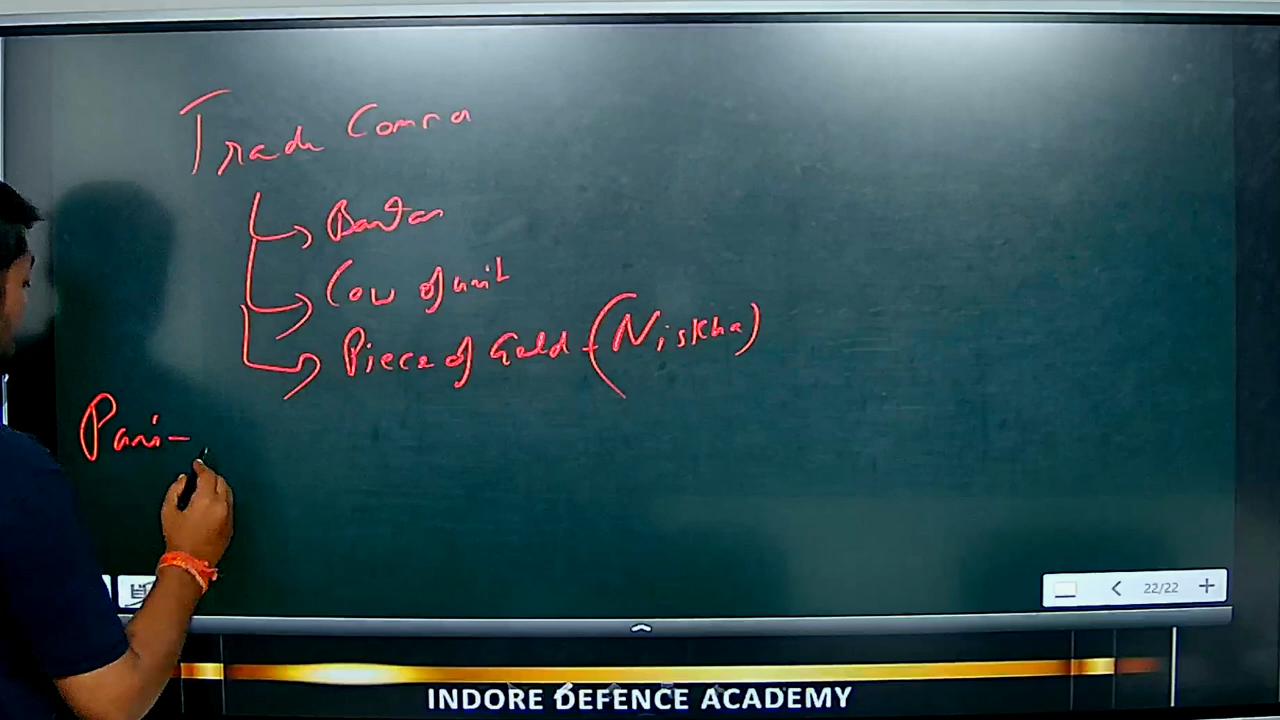 Trade Comm
Barter
Cow of unit
Piece of Gold - (Niskha)
Pani-
22/22
INDORE DEFENCE ACADEMY